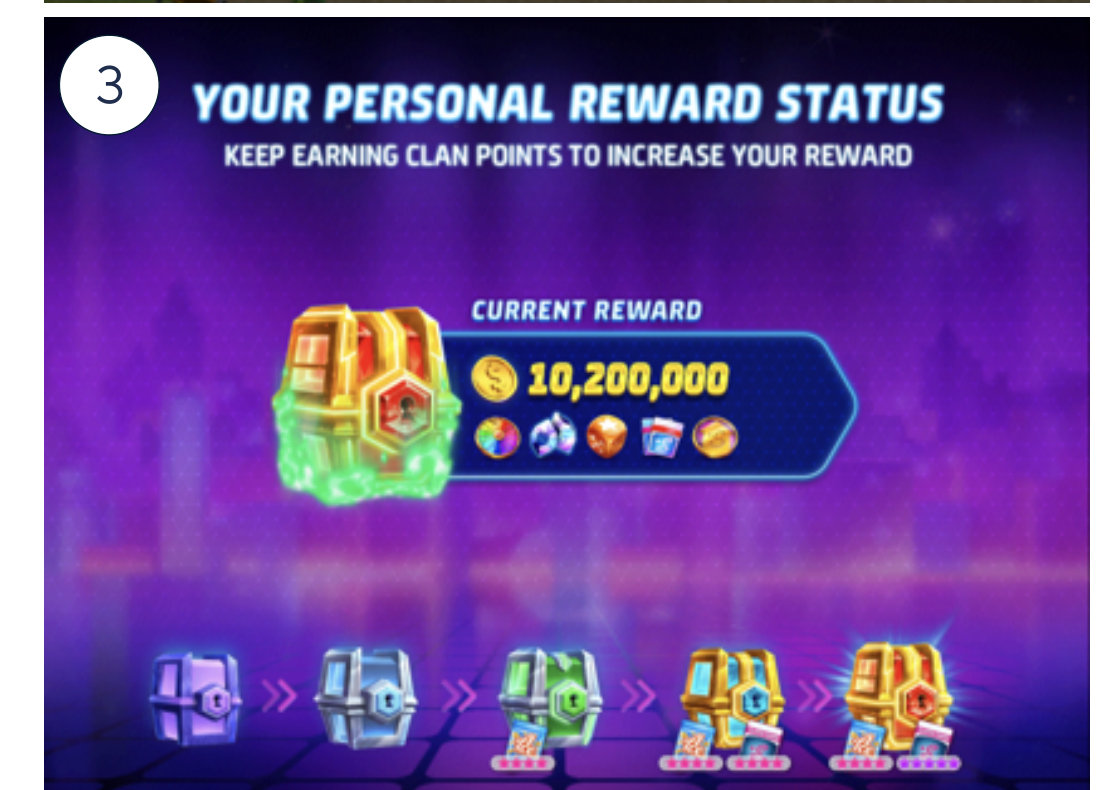 3
YOUR PERSONAL REWARD STATUS
KEEP EARNING CLAN POINTS TO INCREASE YOUR REWARD
CURRENT REWARD
10,200,000